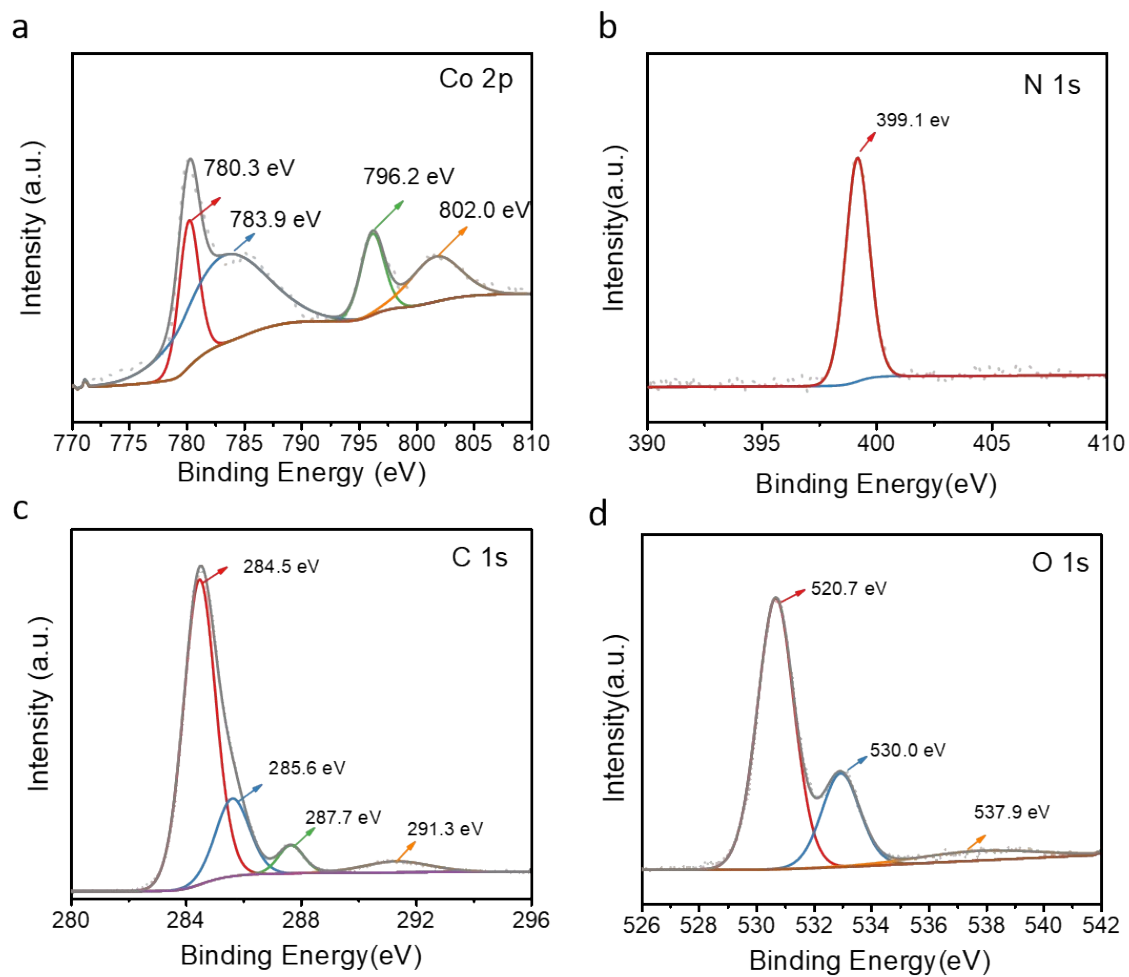 a
Co 2p
780.3 eV
783.9 eV
796.2 eV
802.0 eV
Intensity (a.u.)
770 775 780 785 790 795 800 805 810
Binding Energy (eV)
b
N 1s
399.1 ev
Intensity(a.u.)
390 395 400 405 410
Binding Energy(eV)
c
C 1s
284.5 eV
285.6 eV
287.7 eV
291.3 eV
Intensity (a.u.)
280 284 288 292 296
Binding Energy(eV)
d
O 1s
520.7 eV
530.0 eV
537.9 eV
Intensity(a.u.)
526 528 530 532 534 536 538 540 542
Binding Energy(eV)